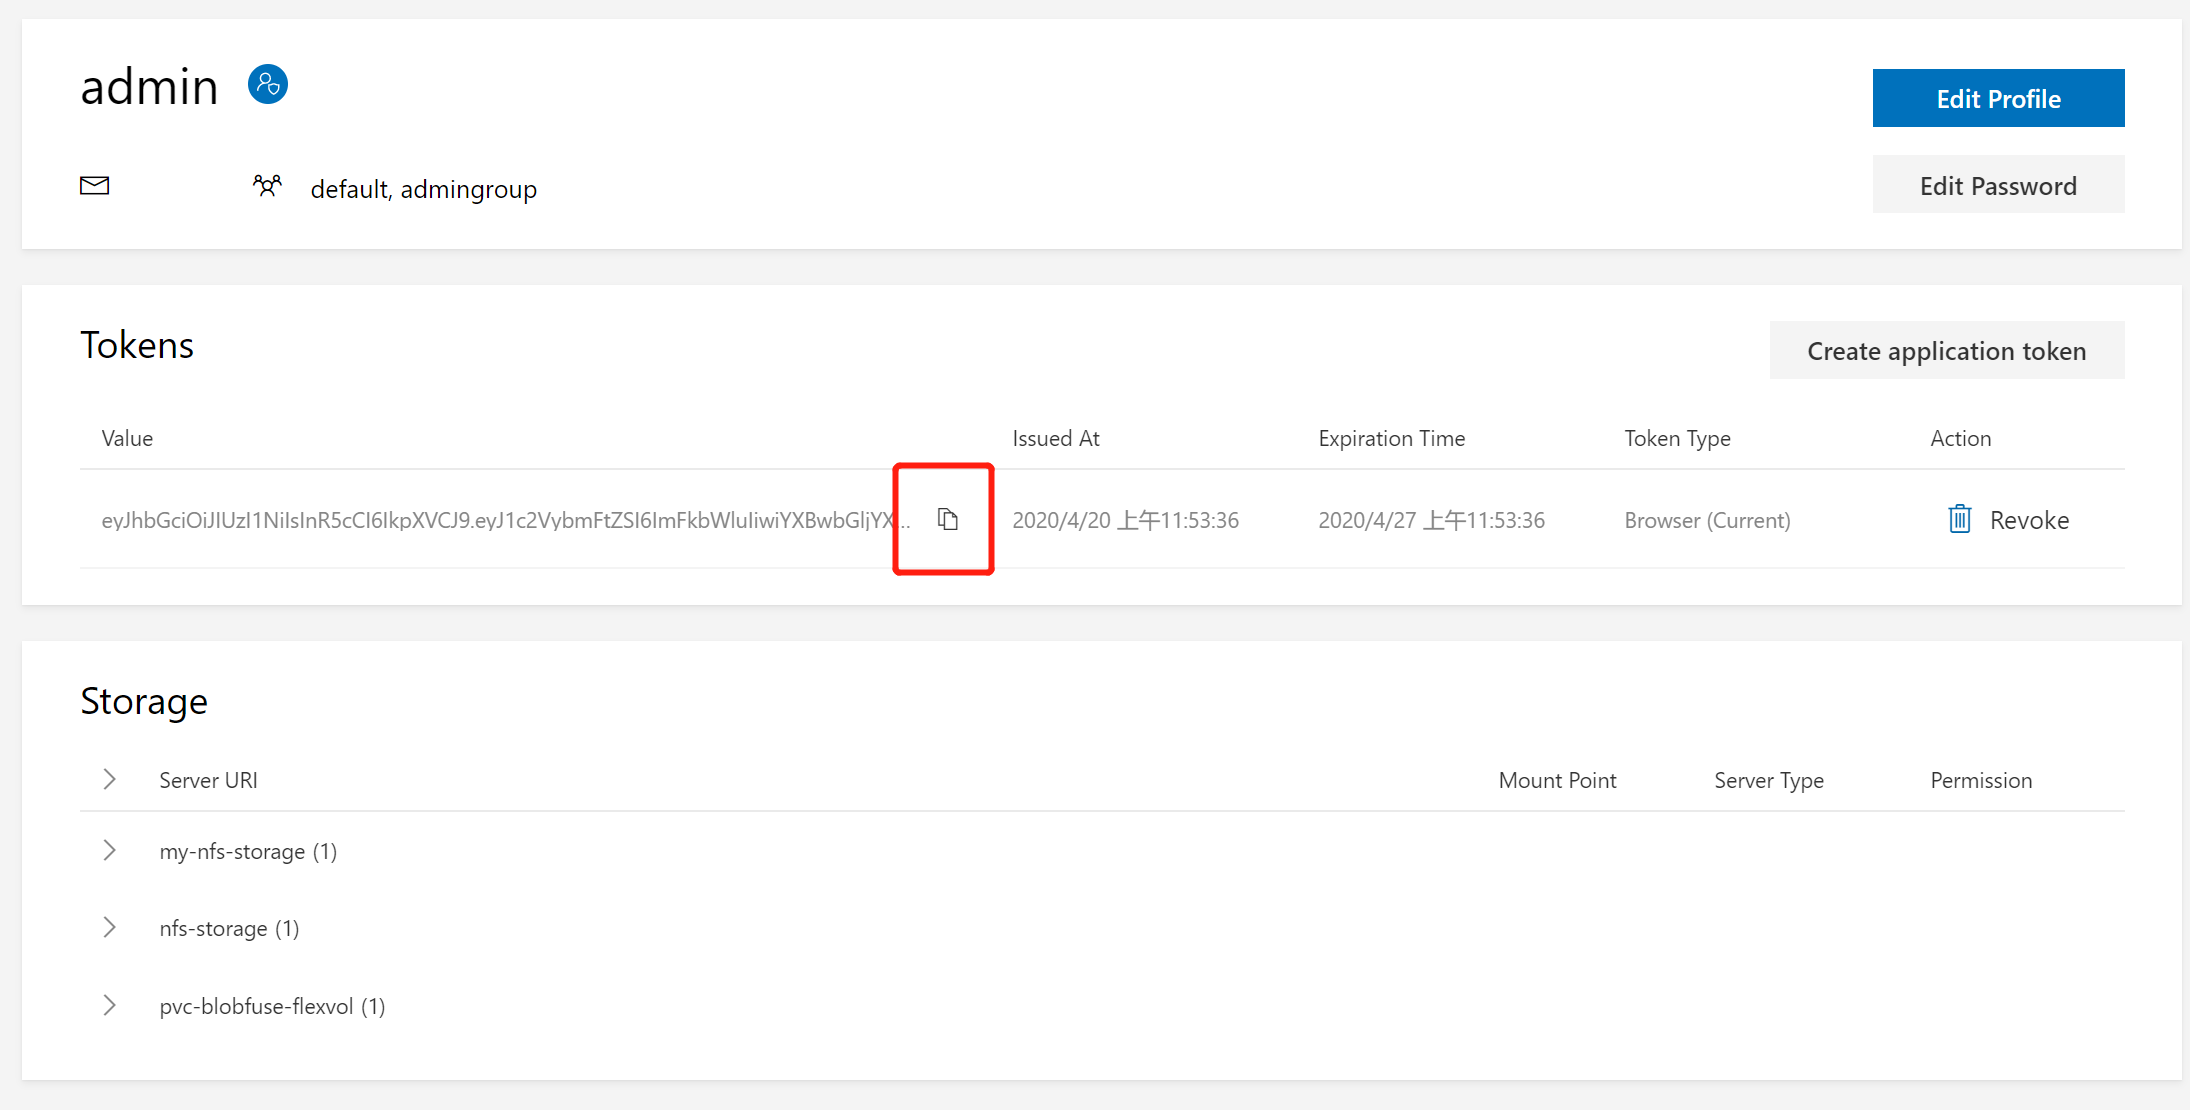 admin
Edit Profile
default, admingroup
Edit Password
Tokens
Create application token
Value Issued At Expiration Time Token Type Action
eyJhbGciOiJIUzI1NiIsInR5cCI6IkpXVCJ9.eyJ1c2VybmFtZSI6ImFkbWluIiwiYXBwbGljYX... 2020/4/20 上午11:53:36 2020/4/27 上午11:53:36 Browser (Current) Revoke
Storage
Server URI Mount Point Server Type Permission
my-nfs-storage (1)
nfs-storage (1)
pvc-blobfuse-flexvol (1)